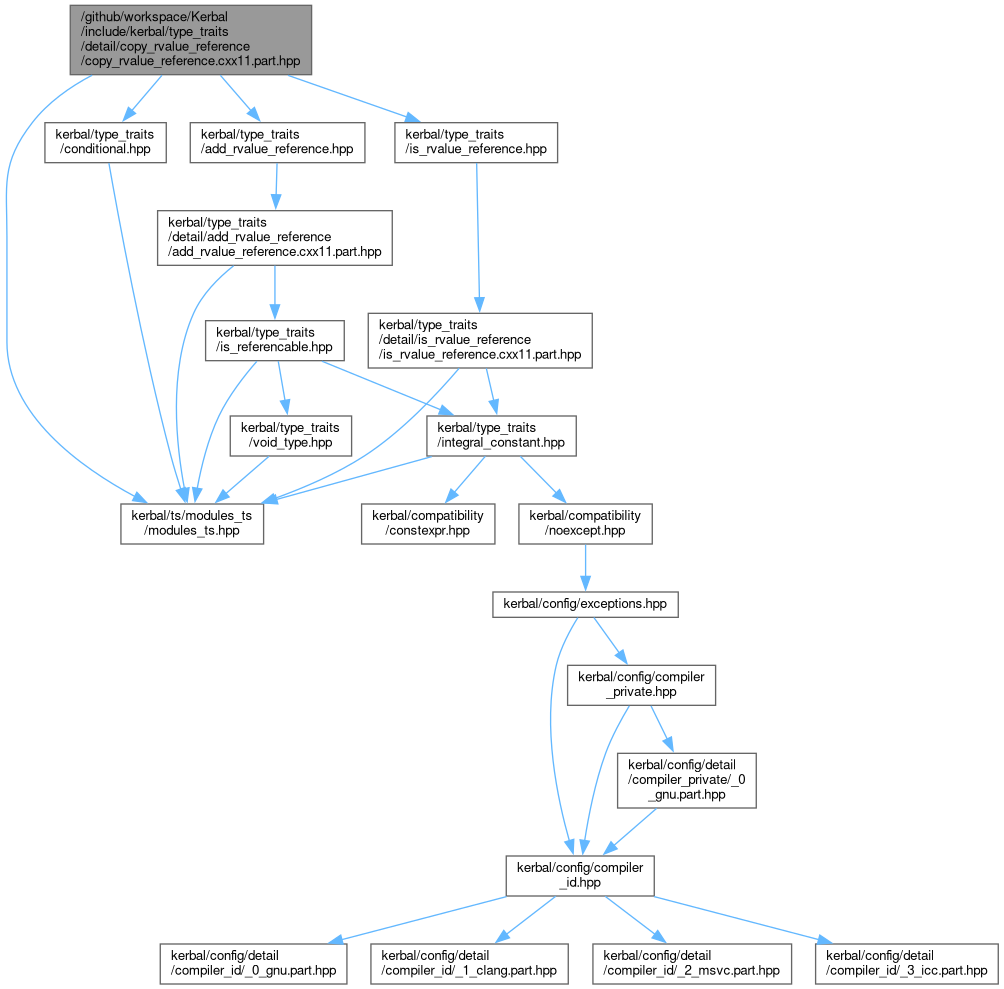 /github/workspace/Kerbal
/include/kerbal/type_traits
/detail/copy_rvalue_reference
/copy_rvalue_reference.cxx11.part.hpp
kerbal/type_traits
/conditional.hpp
kerbal/type_traits
/add_rvalue_reference.hpp
kerbal/type_traits
/is_rvalue_reference.hpp
kerbal/type_traits
/detail/add_rvalue_reference
/add_rvalue_reference.cxx11.part.hpp
kerbal/type_traits
/is_referencable.hpp
kerbal/type_traits
/detail/is_rvalue_reference
/is_rvalue_reference.cxx11.part.hpp
kerbal/type_traits
/void_type.hpp
kerbal/type_traits
/integral_constant.hpp
kerbal/ts/modules_ts
/modules_ts.hpp
kerbal/compatibility
/constexpr.hpp
kerbal/compatibility
/noexcept.hpp
kerbal/config/exceptions.hpp
kerbal/config/compiler
_private.hpp
kerbal/config/detail
/compiler_private/_0
_gnu.part.hpp
kerbal/config/compiler
_id.hpp
kerbal/config/detail
/compiler_id/_0_gnu.part.hpp
kerbal/config/detail
/compiler_id/_1_clang.part.hpp
kerbal/config/detail
/compiler_id/_2_msvc.part.hpp
kerbal/config/detail
/compiler_id/_3_icc.part.hpp